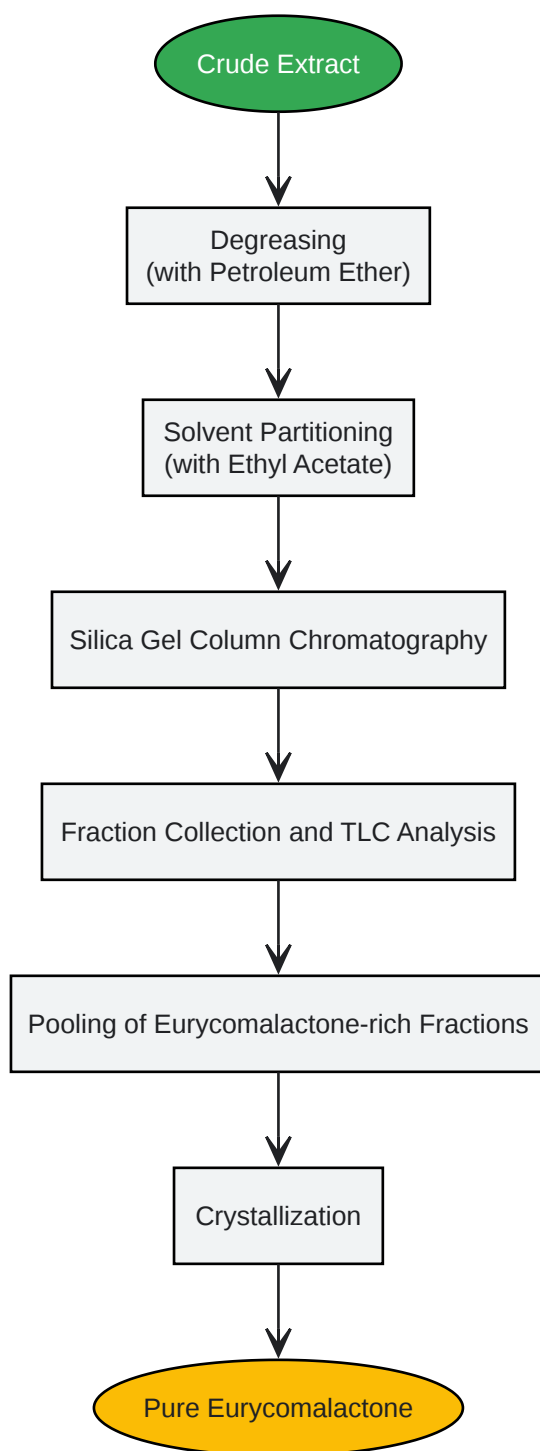 Crude Extract
Degreasing
(with Petroleum Ether)
Solvent Partitioning
(with Ethyl Acetate)
Silica Gel Column Chromatography
Fraction Collection and TLC Analysis
Pooling of Eurycomalactone-rich Fractions
Crystallization
Pure Eurycomalactone